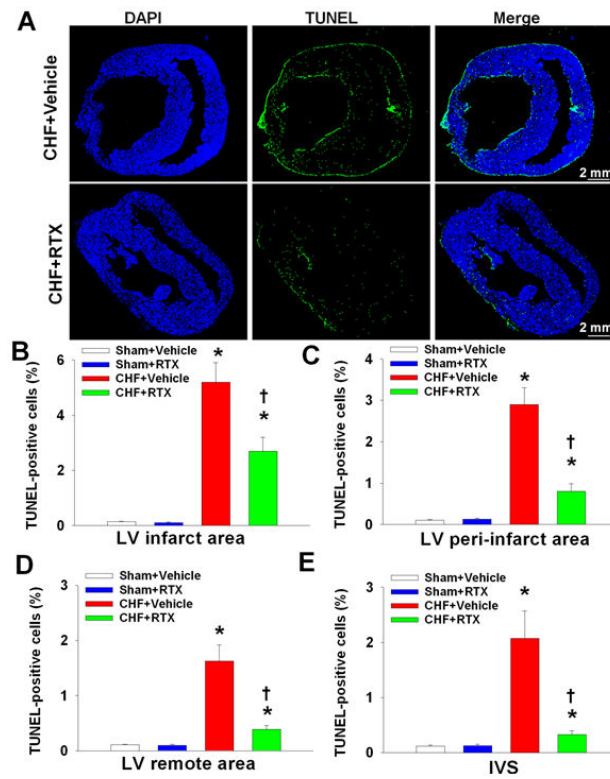 A
DAPI
TUNEL
Merge
CHF+Vehicle
2 mm
CHF+RTX
2 mm
B
TUNEL-positive cells (%)
6
4
2
0
Sham+Vehicle
Sham+RTX
CHF+Vehicle
CHF+RTX
*
†
*
LV infarct area
C
TUNEL-positive cells (%)
4
3
2
1
0
Sham+Vehicle
Sham+RTX
CHF+Vehicle
CHF+RTX
*
†
*
LV peri-infarct area
D
TUNEL-positive cells (%)
3
2
1
0
Sham+Vehicle
Sham+RTX
CHF+Vehicle
CHF+RTX
*
†
*
LV remote area
E
TUNEL-positive cells (%)
3
2
1
0
Sham+Vehicle
Sham+RTX
CHF+Vehicle
CHF+RTX
*
†
*
IVS